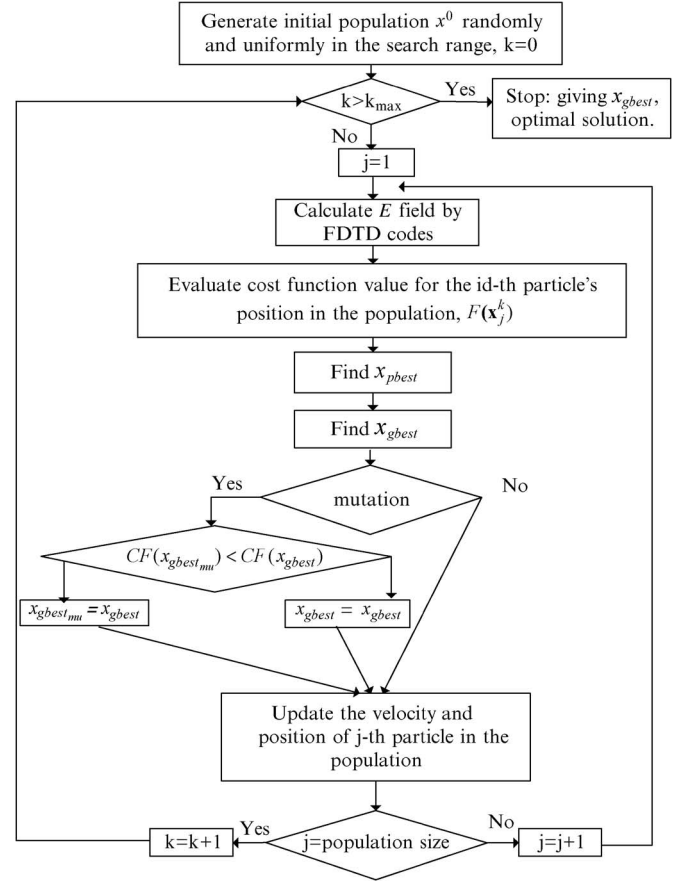 Generate initial population x⁰ randomly
and uniformly in the search range, k=0
k>k_max
Yes
Stop: giving x_gbest,
optimal solution.
No
j=1
Calculate E field by
FDTD codes
Evaluate cost function value for the id-th particle's
position in the population, F(x_j^k)
Find x_pbest
Find x_gbest
Yes
mutation
No
CF(x_gbest_mu) < CF(x_gbest)
x_gbest_mu = x_gbest
x_gbest = x_gbest
Update the velocity and
position of j-th particle in the
population
k=k+1
Yes
j=population size
No
j=j+1